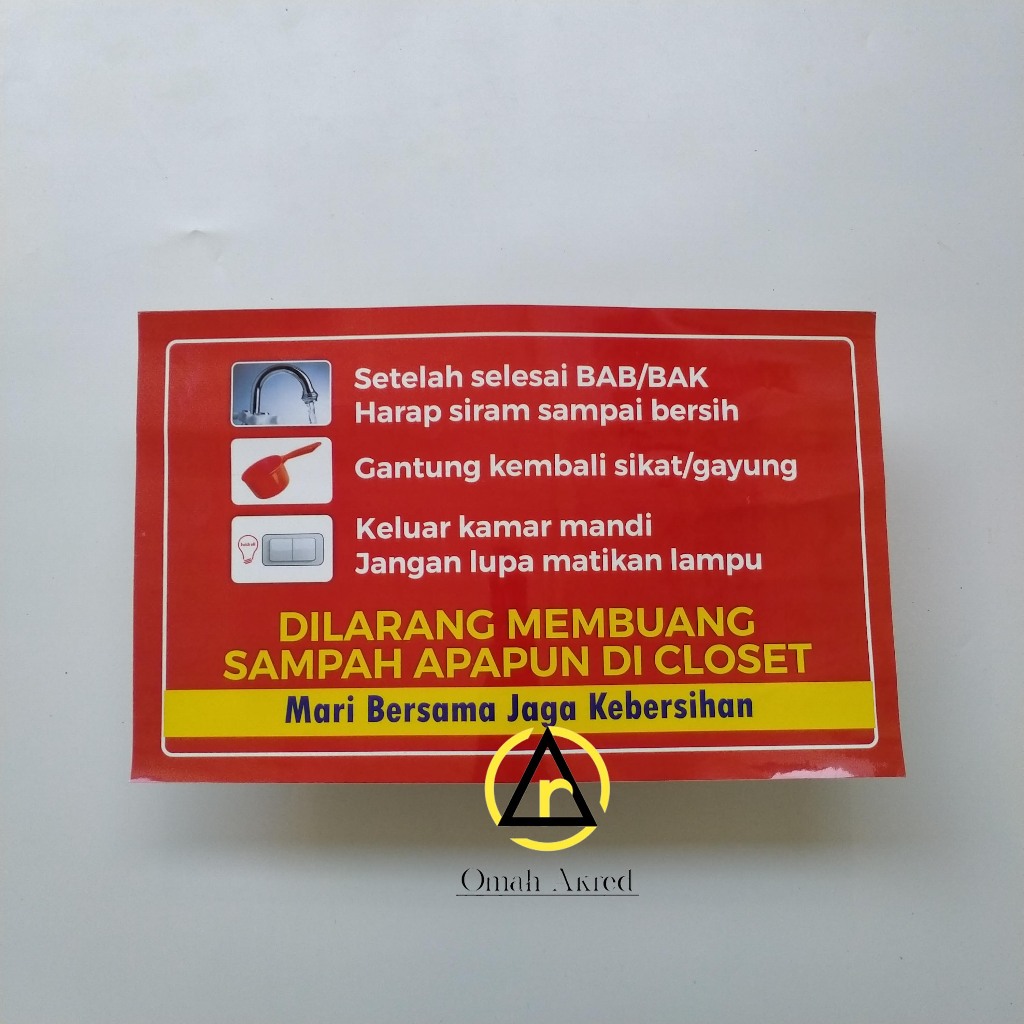 Setelah selesai BAB/BAK
Harap siram sampai bersih
Gantung kembali sikat/gayung
Keluar kamar mandi
Jangan lupa matikan lampu
DILARANG MEMBUANG
SAMPAH APAPUN DI CLOSET
Mari Bersama Jaga Kebersihan
r
Omah Akred